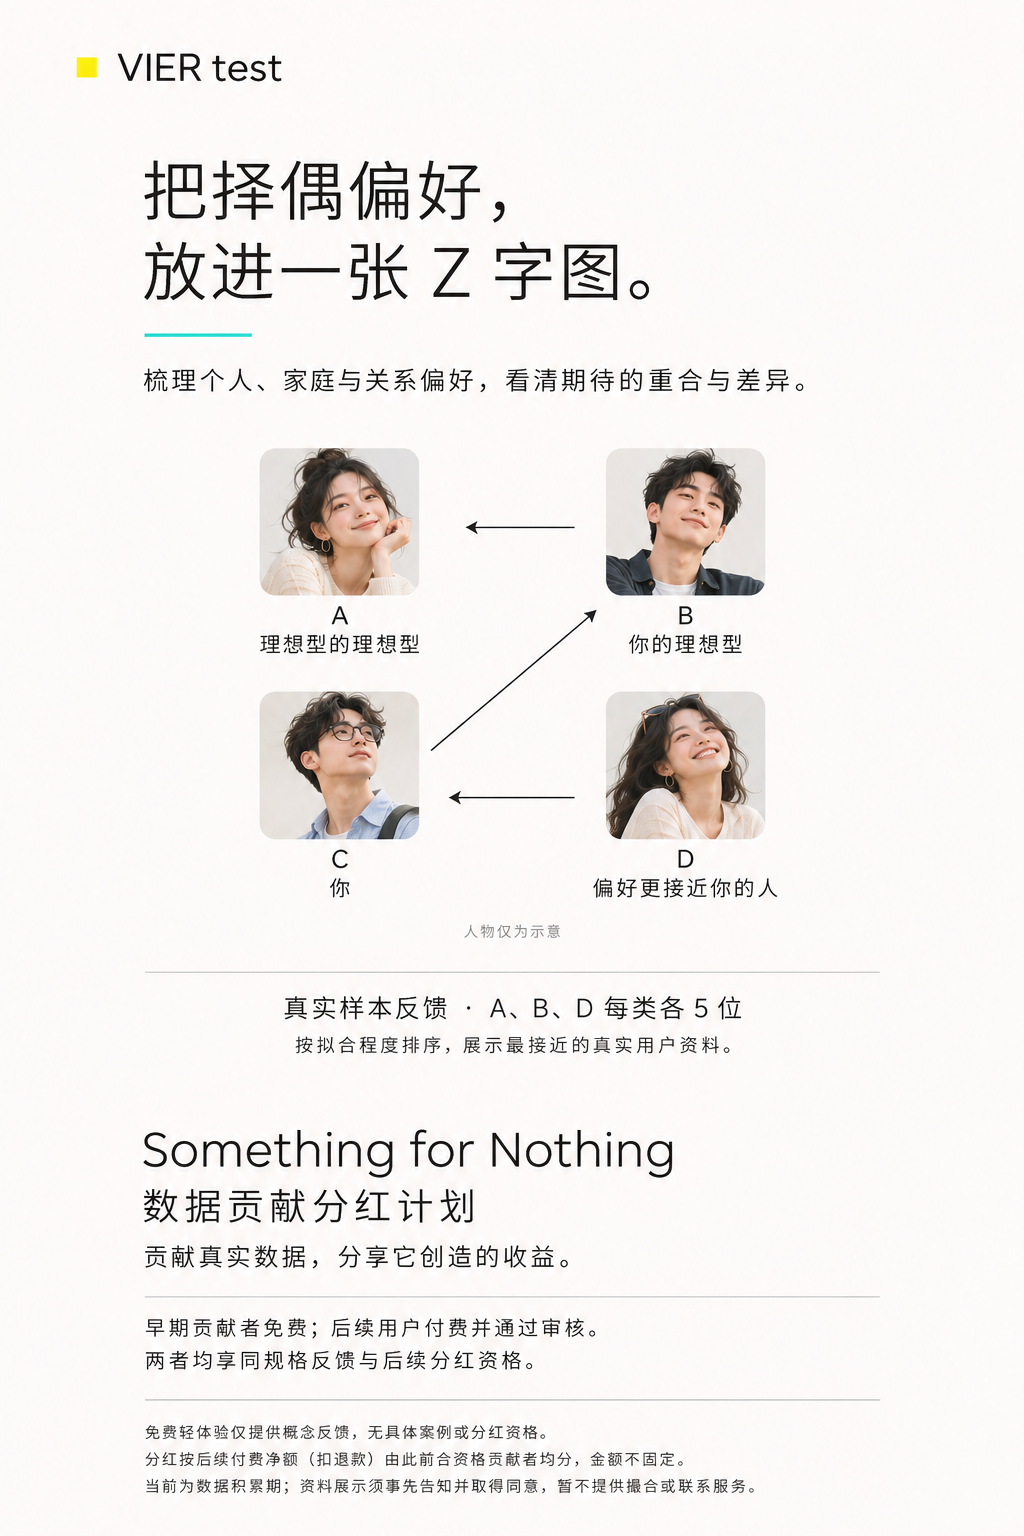 VIER test
把择偶偏好，
放进一张 Z 字图。
梳理个人、家庭与关系偏好，看清期待的重合与差异。
A
理想型的理想型
B
你的理想型
C
你
D
偏好更接近你的人
人物仅为示意
真实样本反馈 · A、B、D 每类各 5 位
按拟合程度排序，展示最接近的真实用户资料。
Something for Nothing
数据贡献分红计划
贡献真实数据，分享它创造的收益。
早期贡献者免费；后续用户付费并通过审核。
两者均享同规格反馈与后续分红资格。
免费轻体验仅提供概念反馈，无具体案例或分红资格。
分红按后续付费净额（扣退款）由此前合资格贡献者均分，金额不固定。
当前为数据积累期；资料展示须事先告知并取得同意，暂不提供撮合或联系服务。